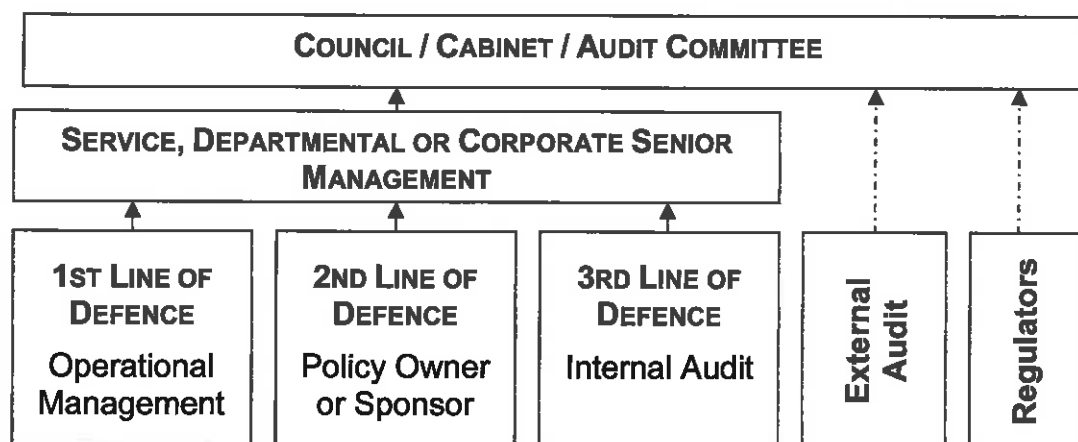 COUNCIL / CABINET / AUDIT COMMITTEE
SERVICE, DEPARTMENTAL OR CORPORATE SENIOR
MANAGEMENT
1ST LINE OF
DEFENCE
Operational
Management
2ND LINE OF
DEFENCE
Policy Owner
or Sponsor
3RD LINE OF
DEFENCE
Internal Audit
External
Audit
Regulators